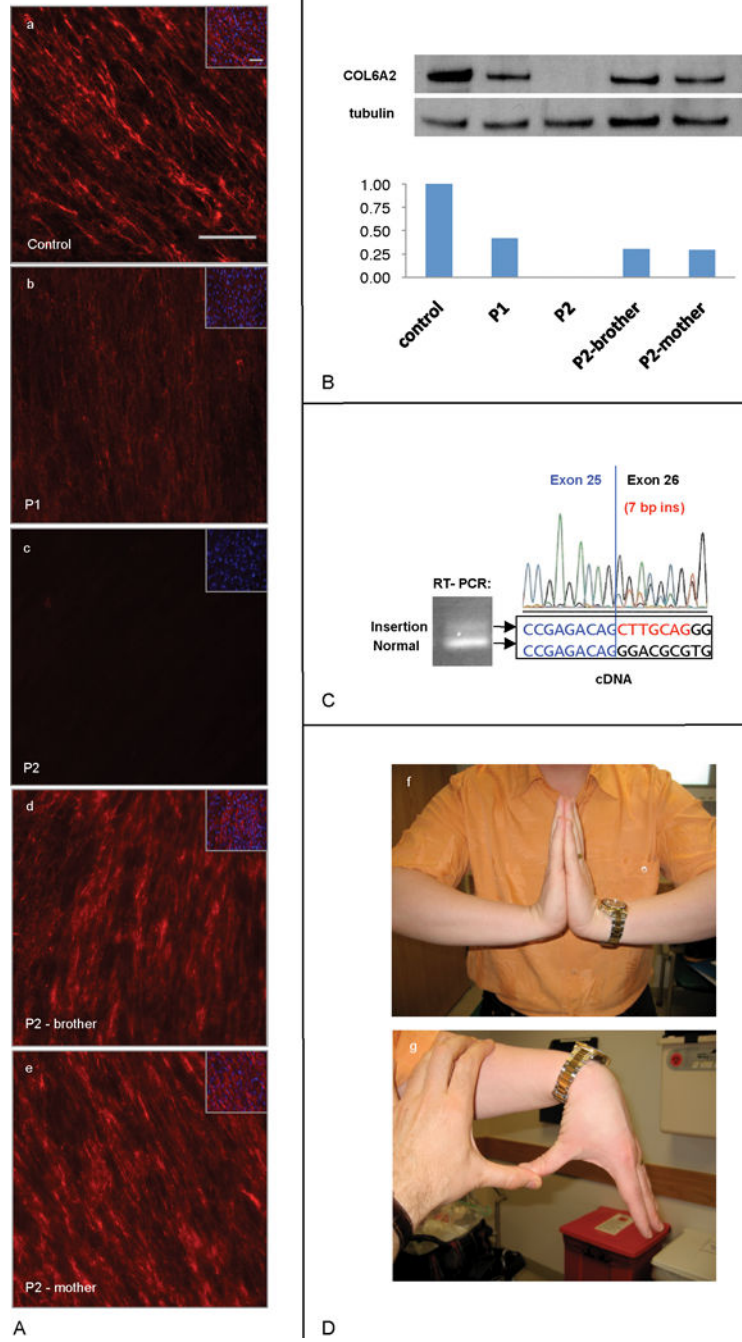 a
Control
b
P1
c
P2
d
P2 - brother
e
P2 - mother
A
COL6A2
tubulin
1.00
0.75
0.50
0.25
0.00
control
P1
P2
P2-brother
P2-mother
B
Exon 25 Exon 26
(7 bp ins)
RT- PCR:
Insertion
Normal
CCGAGACAGCTTGCAGGG
CCGAGACAGGGACGCGTG
cDNA
C
f
g
D